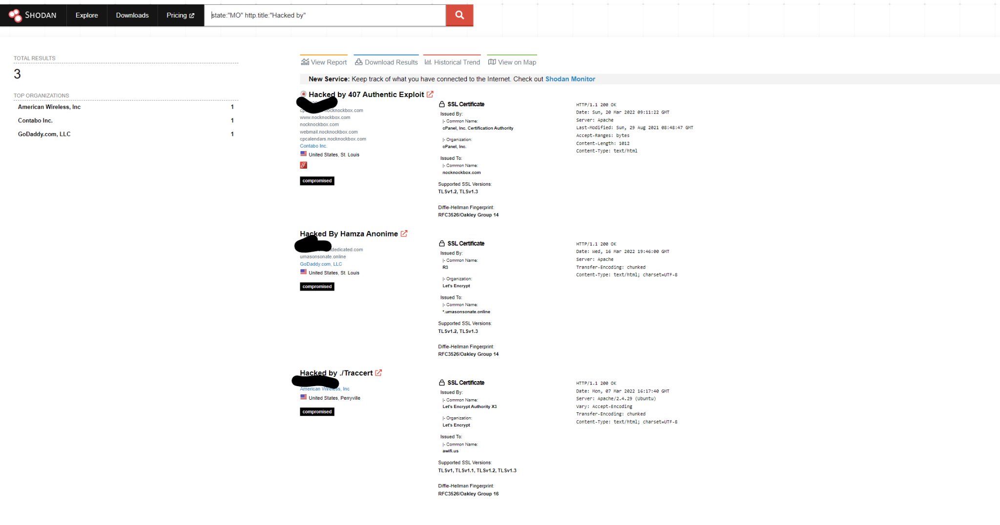 SHODAN
Explore
Downloads
Pricing
state:"MO" http.title:"Hacked by"
TOTAL RESULTS
3
TOP ORGANIZATIONS
American Wireless, Inc 1
Contabo Inc. 1
GoDaddy.com, LLC 1
View Report
Download Results
Historical Trend
View on Map
New Service: Keep track of what you have connected to the Internet. Check out Shodan Monitor
Hacked by 407 Authentic Exploit
nocknockbox.com
www.nocknockbox.com
nocknockbox.com
webmail.nocknockbox.com
cpcalendars.nocknockbox.com
Contabo Inc.
United States, St. Louis
compromised
SSL Certificate
Issued By:
|- Common Name:
cPanel, Inc. Certification Authority
|- Organization:
cPanel, Inc.
Issued To:
|- Common Name:
nocknockbox.com
Supported SSL Versions:
TLSv1.2, TLSv1.3
Diffie-Hellman Fingerprint:
RFC3526/Oakley Group 14
HTTP/1.1 200 OK
Date: Sun, 20 Mar 2022 09:11:22 GMT
Server: Apache
Last-Modified: Sun, 29 Aug 2021 08:48:47 GMT
Accept-Ranges: bytes
Content-Length: 1012
Content-Type: text/html
Hacked By Hamza Anonime
dedicated.com
umasonsonate.online
GoDaddy.com, LLC
United States, St. Louis
compromised
SSL Certificate
Issued By:
|- Common Name:
R3
|- Organization:
Let's Encrypt
Issued To:
|- Common Name:
*.umasonsonate.online
Supported SSL Versions:
TLSv1.2, TLSv1.3
Diffie-Hellman Fingerprint:
RFC3526/Oakley Group 14
HTTP/1.1 200 OK
Date: Wed, 16 Mar 2022 19:46:00 GMT
Server: Apache
Transfer-Encoding: chunked
Content-Type: text/html; charset=UTF-8
Hacked by ./Traccert
American Wireless, Inc
United States, Perryville
compromised
SSL Certificate
Issued By:
|- Common Name:
Let's Encrypt Authority X3
|- Organization:
Let's Encrypt
Issued To:
|- Common Name:
awifi.us
Supported SSL Versions:
TLSv1, TLSv1.1, TLSv1.2, TLSv1.3
Diffie-Hellman Fingerprint:
RFC3526/Oakley Group 16
HTTP/1.1 200 OK
Date: Mon, 07 Mar 2022 16:17:40 GMT
Server: Apache/2.4.29 (Ubuntu)
Vary: Accept-Encoding
Transfer-Encoding: chunked
Content-Type: text/html; charset=UTF-8